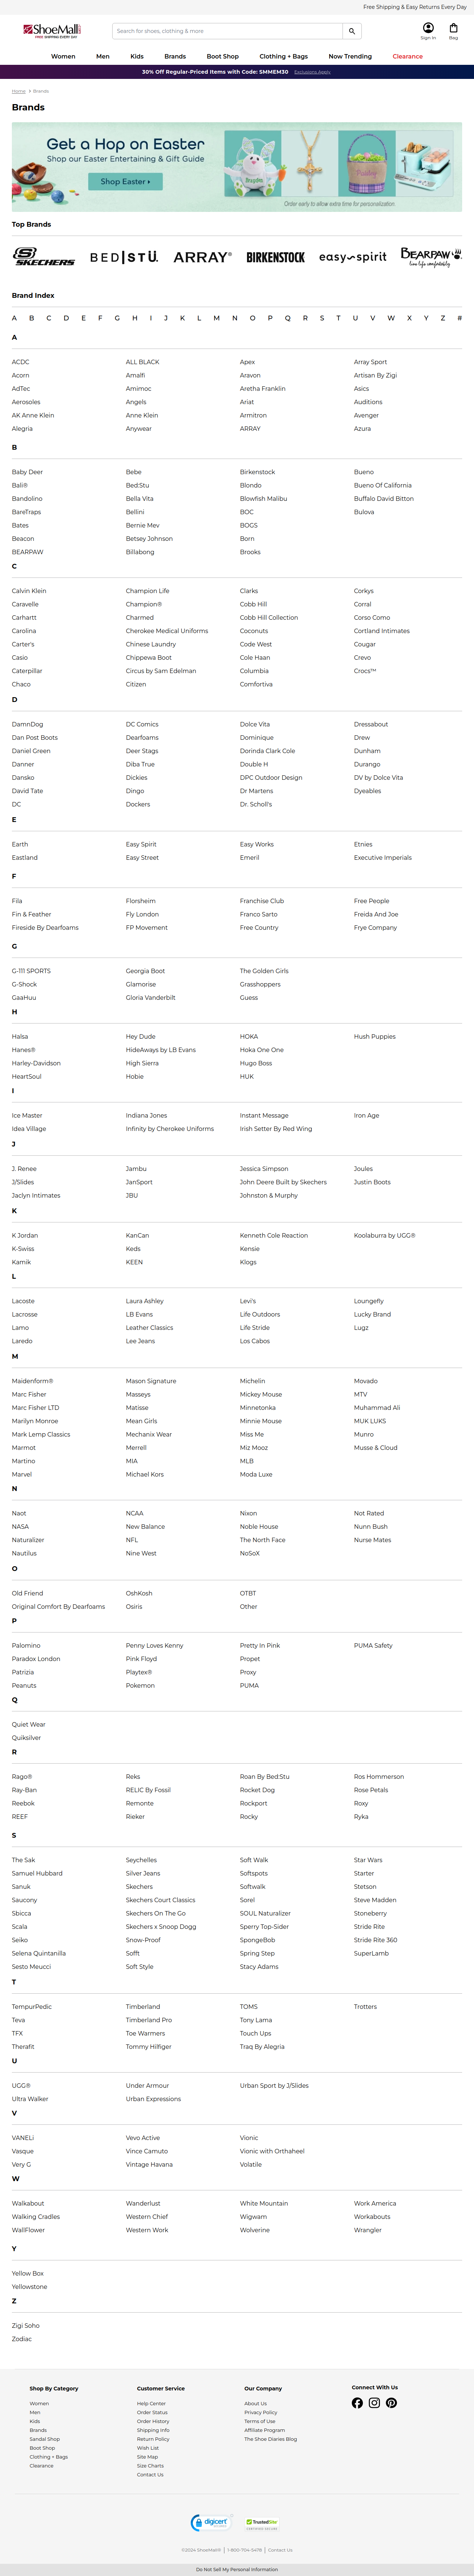 Free Shipping & Easy Returns Every Day
ShoeMall
FREE SHIPPING EVERY DAY
Search for shoes, clothing & more
Sign In
Bag
Women Men Kids Brands Boot Shop Clothing + Bags Now Trending Clearance
30% Off Regular-Priced Items with Code: SMMEM30 Exclusions Apply
Home Brands
Brands
Get a Hop on Easter
Shop our Easter Entertaining & Gift Guide
Shop Easter
Order early to allow extra time for personalization.
Top Brands
SKECHERS BED|STÜ ARRAY® BIRKENSTOCK easy spirit BEARPAW
live life comfortably
Brand Index
A B C D E F G H I J K L M N O P Q R S T U V W X Y Z #
A
ACDC ALL BLACK Apex Array Sport
Acorn Amalfi Aravon Artisan By Zigi
AdTec Amimoc Aretha Franklin Asics
Aerosoles Angels Ariat Auditions
AK Anne Klein Anne Klein Armitron Avenger
Alegria Anywear ARRAY Azura
B
Baby Deer Bebe Birkenstock Bueno
Bali® Bed:Stu Blondo Bueno Of California
Bandolino Bella Vita Blowfish Malibu Buffalo David Bitton
BareTraps Bellini BOC Bulova
Bates Bernie Mev BOGS
Beacon Betsey Johnson Born
BEARPAW Billabong Brooks
C
Calvin Klein Champion Life Clarks Corkys
Caravelle Champion® Cobb Hill Corral
Carhartt Charmed Cobb Hill Collection Corso Como
Carolina Cherokee Medical Uniforms Coconuts Cortland Intimates
Carter's Chinese Laundry Code West Cougar
Casio Chippewa Boot Cole Haan Crevo
Caterpillar Circus by Sam Edelman Columbia Crocs™
Chaco Citizen Comfortiva
D
DamnDog DC Comics Dolce Vita Dressabout
Dan Post Boots Dearfoams Dominique Drew
Daniel Green Deer Stags Dorinda Clark Cole Dunham
Danner Diba True Double H Durango
Dansko Dickies DPC Outdoor Design DV by Dolce Vita
David Tate Dingo Dr Martens Dyeables
DC Dockers Dr. Scholl's
E
Earth Easy Spirit Easy Works Etnies
Eastland Easy Street Emeril Executive Imperials
F
Fila Florsheim Franchise Club Free People
Fin & Feather Fly London Franco Sarto Freida And Joe
Fireside By Dearfoams FP Movement Free Country Frye Company
G
G-111 SPORTS Georgia Boot The Golden Girls
G-Shock Glamorise Grasshoppers
GaaHuu Gloria Vanderbilt Guess
H
Halsa Hey Dude HOKA Hush Puppies
Hanes® HideAways by LB Evans Hoka One One
Harley-Davidson High Sierra Hugo Boss
HeartSoul Hobie HUK
I
Ice Master Indiana Jones Instant Message Iron Age
Idea Village Infinity by Cherokee Uniforms Irish Setter By Red Wing
J
J. Renee Jambu Jessica Simpson Joules
J/Slides JanSport John Deere Built by Skechers Justin Boots
Jaclyn Intimates JBU Johnston & Murphy
K
K Jordan KanCan Kenneth Cole Reaction Koolaburra by UGG®
K-Swiss Keds Kensie
Kamik KEEN Klogs
L
Lacoste Laura Ashley Levi's Loungefly
Lacrosse LB Evans Life Outdoors Lucky Brand
Lamo Leather Classics Life Stride Lugz
Laredo Lee Jeans Los Cabos
M
Maidenform® Mason Signature Michelin Movado
Marc Fisher Masseys Mickey Mouse MTV
Marc Fisher LTD Matisse Minnetonka Muhammad Ali
Marilyn Monroe Mean Girls Minnie Mouse MUK LUKS
Mark Lemp Classics Mechanix Wear Miss Me Munro
Marmot Merrell Miz Mooz Musse & Cloud
Martino MIA MLB
Marvel Michael Kors Moda Luxe
N
Naot NCAA Nixon Not Rated
NASA New Balance Noble House Nunn Bush
Naturalizer NFL The North Face Nurse Mates
Nautilus Nine West NoSoX
O
Old Friend OshKosh OTBT
Original Comfort By Dearfoams Osiris Other
P
Palomino Penny Loves Kenny Pretty In Pink PUMA Safety
Paradox London Pink Floyd Propet
Patrizia Playtex® Proxy
Peanuts Pokemon PUMA
Q
Quiet Wear
Quiksilver
R
Rago® Reks Roan By Bed:Stu Ros Hommerson
Ray-Ban RELIC By Fossil Rocket Dog Rose Petals
Reebok Remonte Rockport Roxy
REEF Rieker Rocky Ryka
S
The Sak Seychelles Soft Walk Star Wars
Samuel Hubbard Silver Jeans Softspots Starter
Sanuk Skechers Softwalk Stetson
Saucony Skechers Court Classics Sorel Steve Madden
Sbicca Skechers On The Go SOUL Naturalizer Stoneberry
Scala Skechers x Snoop Dogg Sperry Top-Sider Stride Rite
Seiko Snow-Proof SpongeBob Stride Rite 360
Selena Quintanilla Sofft Spring Step SuperLamb
Sesto Meucci Soft Style Stacy Adams
T
TempurPedic Timberland TOMS Trotters
Teva Timberland Pro Tony Lama
TFX Toe Warmers Touch Ups
Therafit Tommy Hilfiger Traq By Alegria
U
UGG® Under Armour Urban Sport by J/Slides
Ultra Walker Urban Expressions
V
VANELi Vevo Active Vionic
Vasque Vince Camuto Vionic with Orthaheel
Very G Vintage Havana Volatile
W
Walkabout Wanderlust White Mountain Work America
Walking Cradles Western Chief Wigwam Workabouts
WallFlower Western Work Wolverine Wrangler
Y
Yellow Box
Yellowstone
Z
Zigi Soho
Zodiac
Shop By Category Customer Service Our Company Connect With Us
Women Help Center About Us
Men Order Status Privacy Policy
Kids Order History Terms of Use
Brands Shipping Info Affiliate Program
Sandal Shop Return Policy The Shoe Diaries Blog
Boot Shop Wish List
Clothing + Bags Site Map
Clearance Size Charts
Contact Us
digicert TrustedSite
CERTIFIED SECURE
©2024 ShoeMall® | 1-800-704-5478 | Contact Us
Do Not Sell My Personal Information